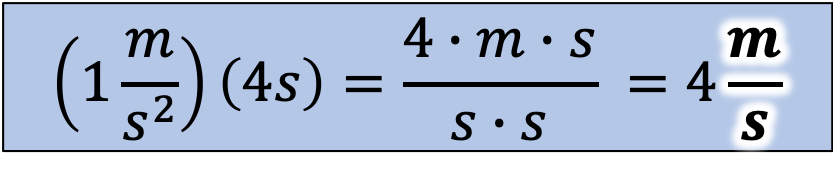 (1 m/s²) (4s) = 4 · m · s / s · s = 4 m/s